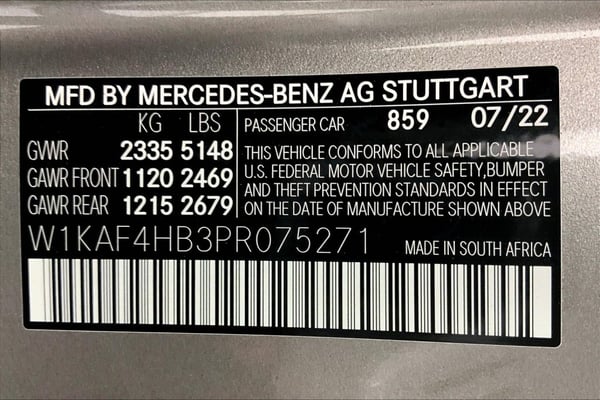 MFD BY MERCEDES-BENZ AG STUTTGART
KG LBS
PASSENGER CAR 859 07/22
GVWR 2335 5148
GAWR FRONT 1120 2469
GAWR REAR 1215 2679
THIS VEHICLE CONFORMS TO ALL APPLICABLE
U.S. FEDERAL MOTOR VEHICLE SAFETY,BUMPER
AND THEFT PREVENTION STANDARDS IN EFFECT
ON THE DATE OF MANUFACTURE SHOWN ABOVE
W1KAF4HB3PR075271
MADE IN SOUTH AFRICA